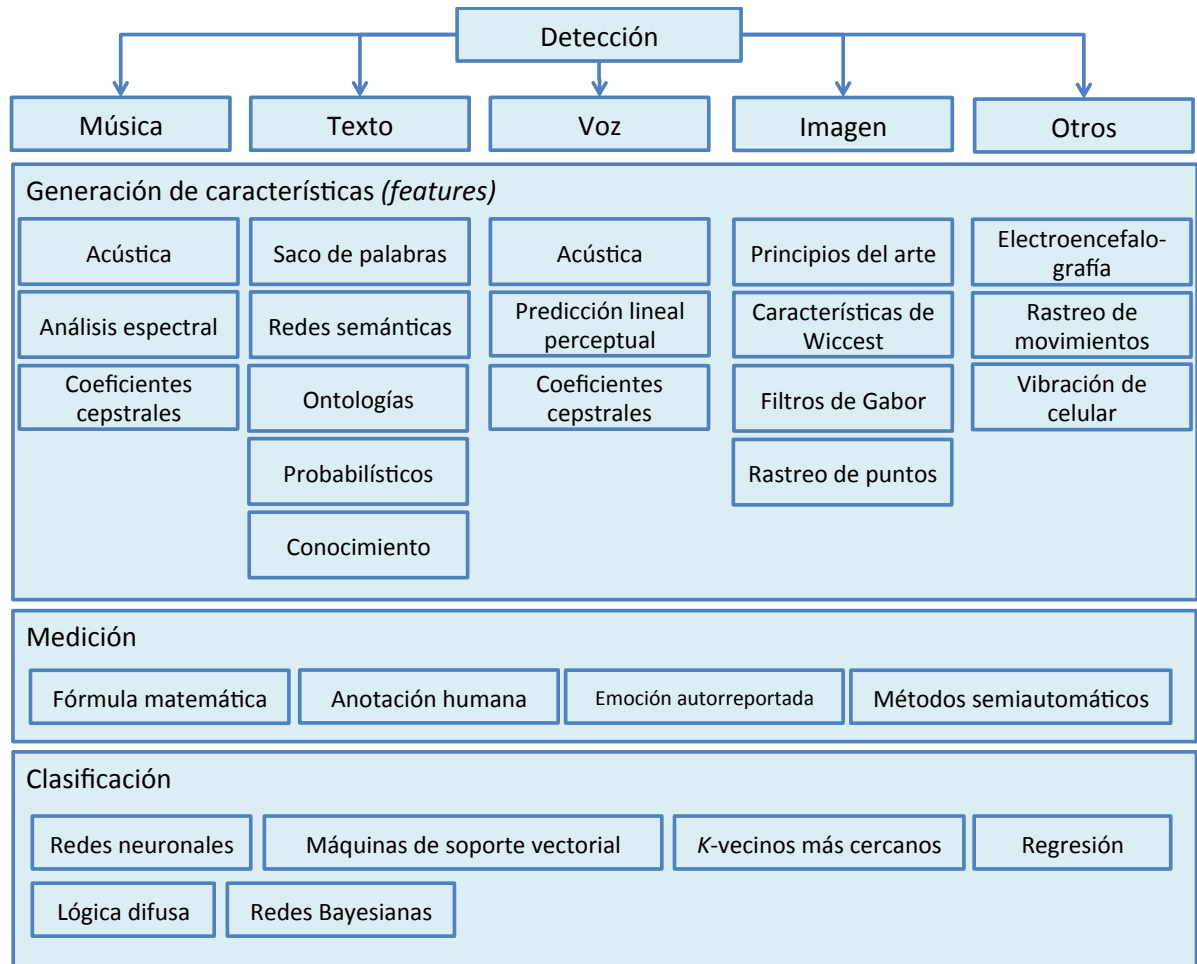 Detección
Música
Texto
Voz
Imagen
Otros
Generación de características (features)
Acústica
Análisis espectral
Coeficientes
cepstrales
Saco de palabras
Redes semánticas
Ontologías
Probabilísticos
Conocimiento
Acústica
Predicción lineal
perceptual
Coeficientes
cepstrales
Principios del arte
Características de
Wiccest
Filtros de Gabor
Rastreo de puntos
Electroencefalo-
grafía
Rastreo de
movimientos
Vibración de
celular
Medición
Fórmula matemática
Anotación humana
Emoción autorreportada
Métodos semiautomáticos
Clasificación
Redes neuronales
Máquinas de soporte vectorial
K-vecinos más cercanos
Regresión
Lógica difusa
Redes Bayesianas